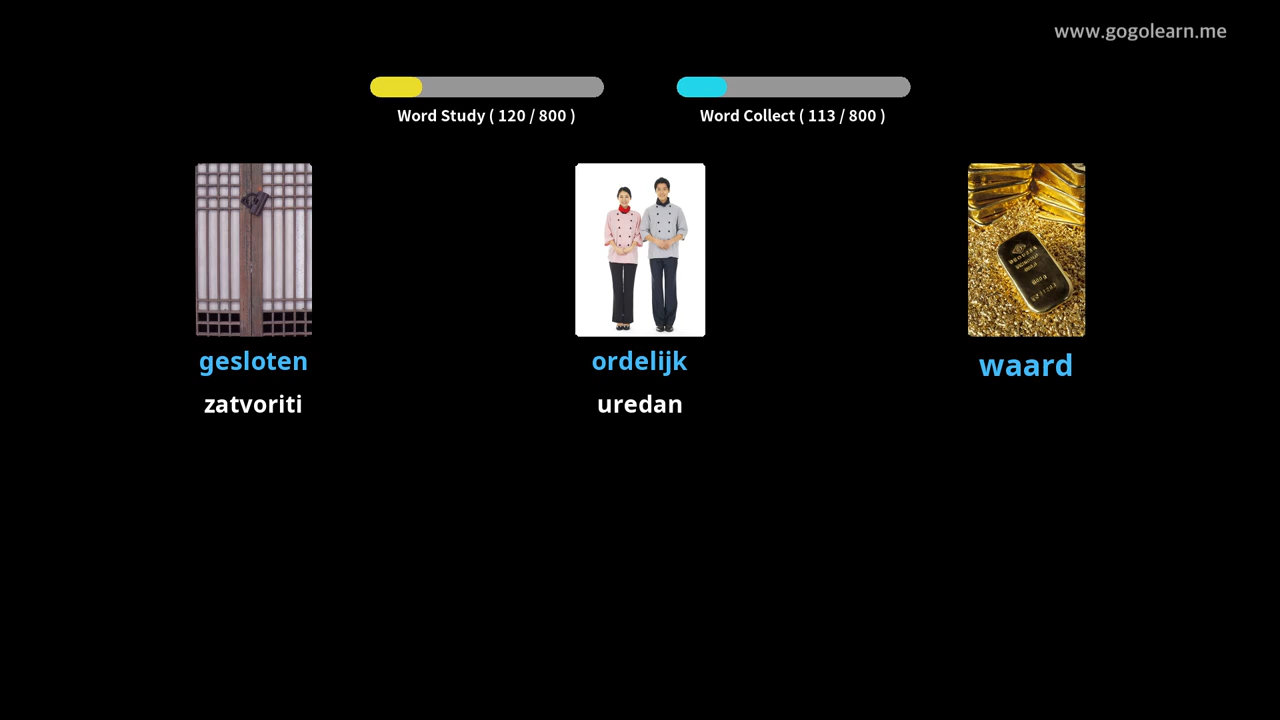 www.gogolearn.me
Word Study ( 120 / 800 )
Word Collect ( 113 / 800 )
gesloten
zatvoriti
ordelijk
uredan
waard